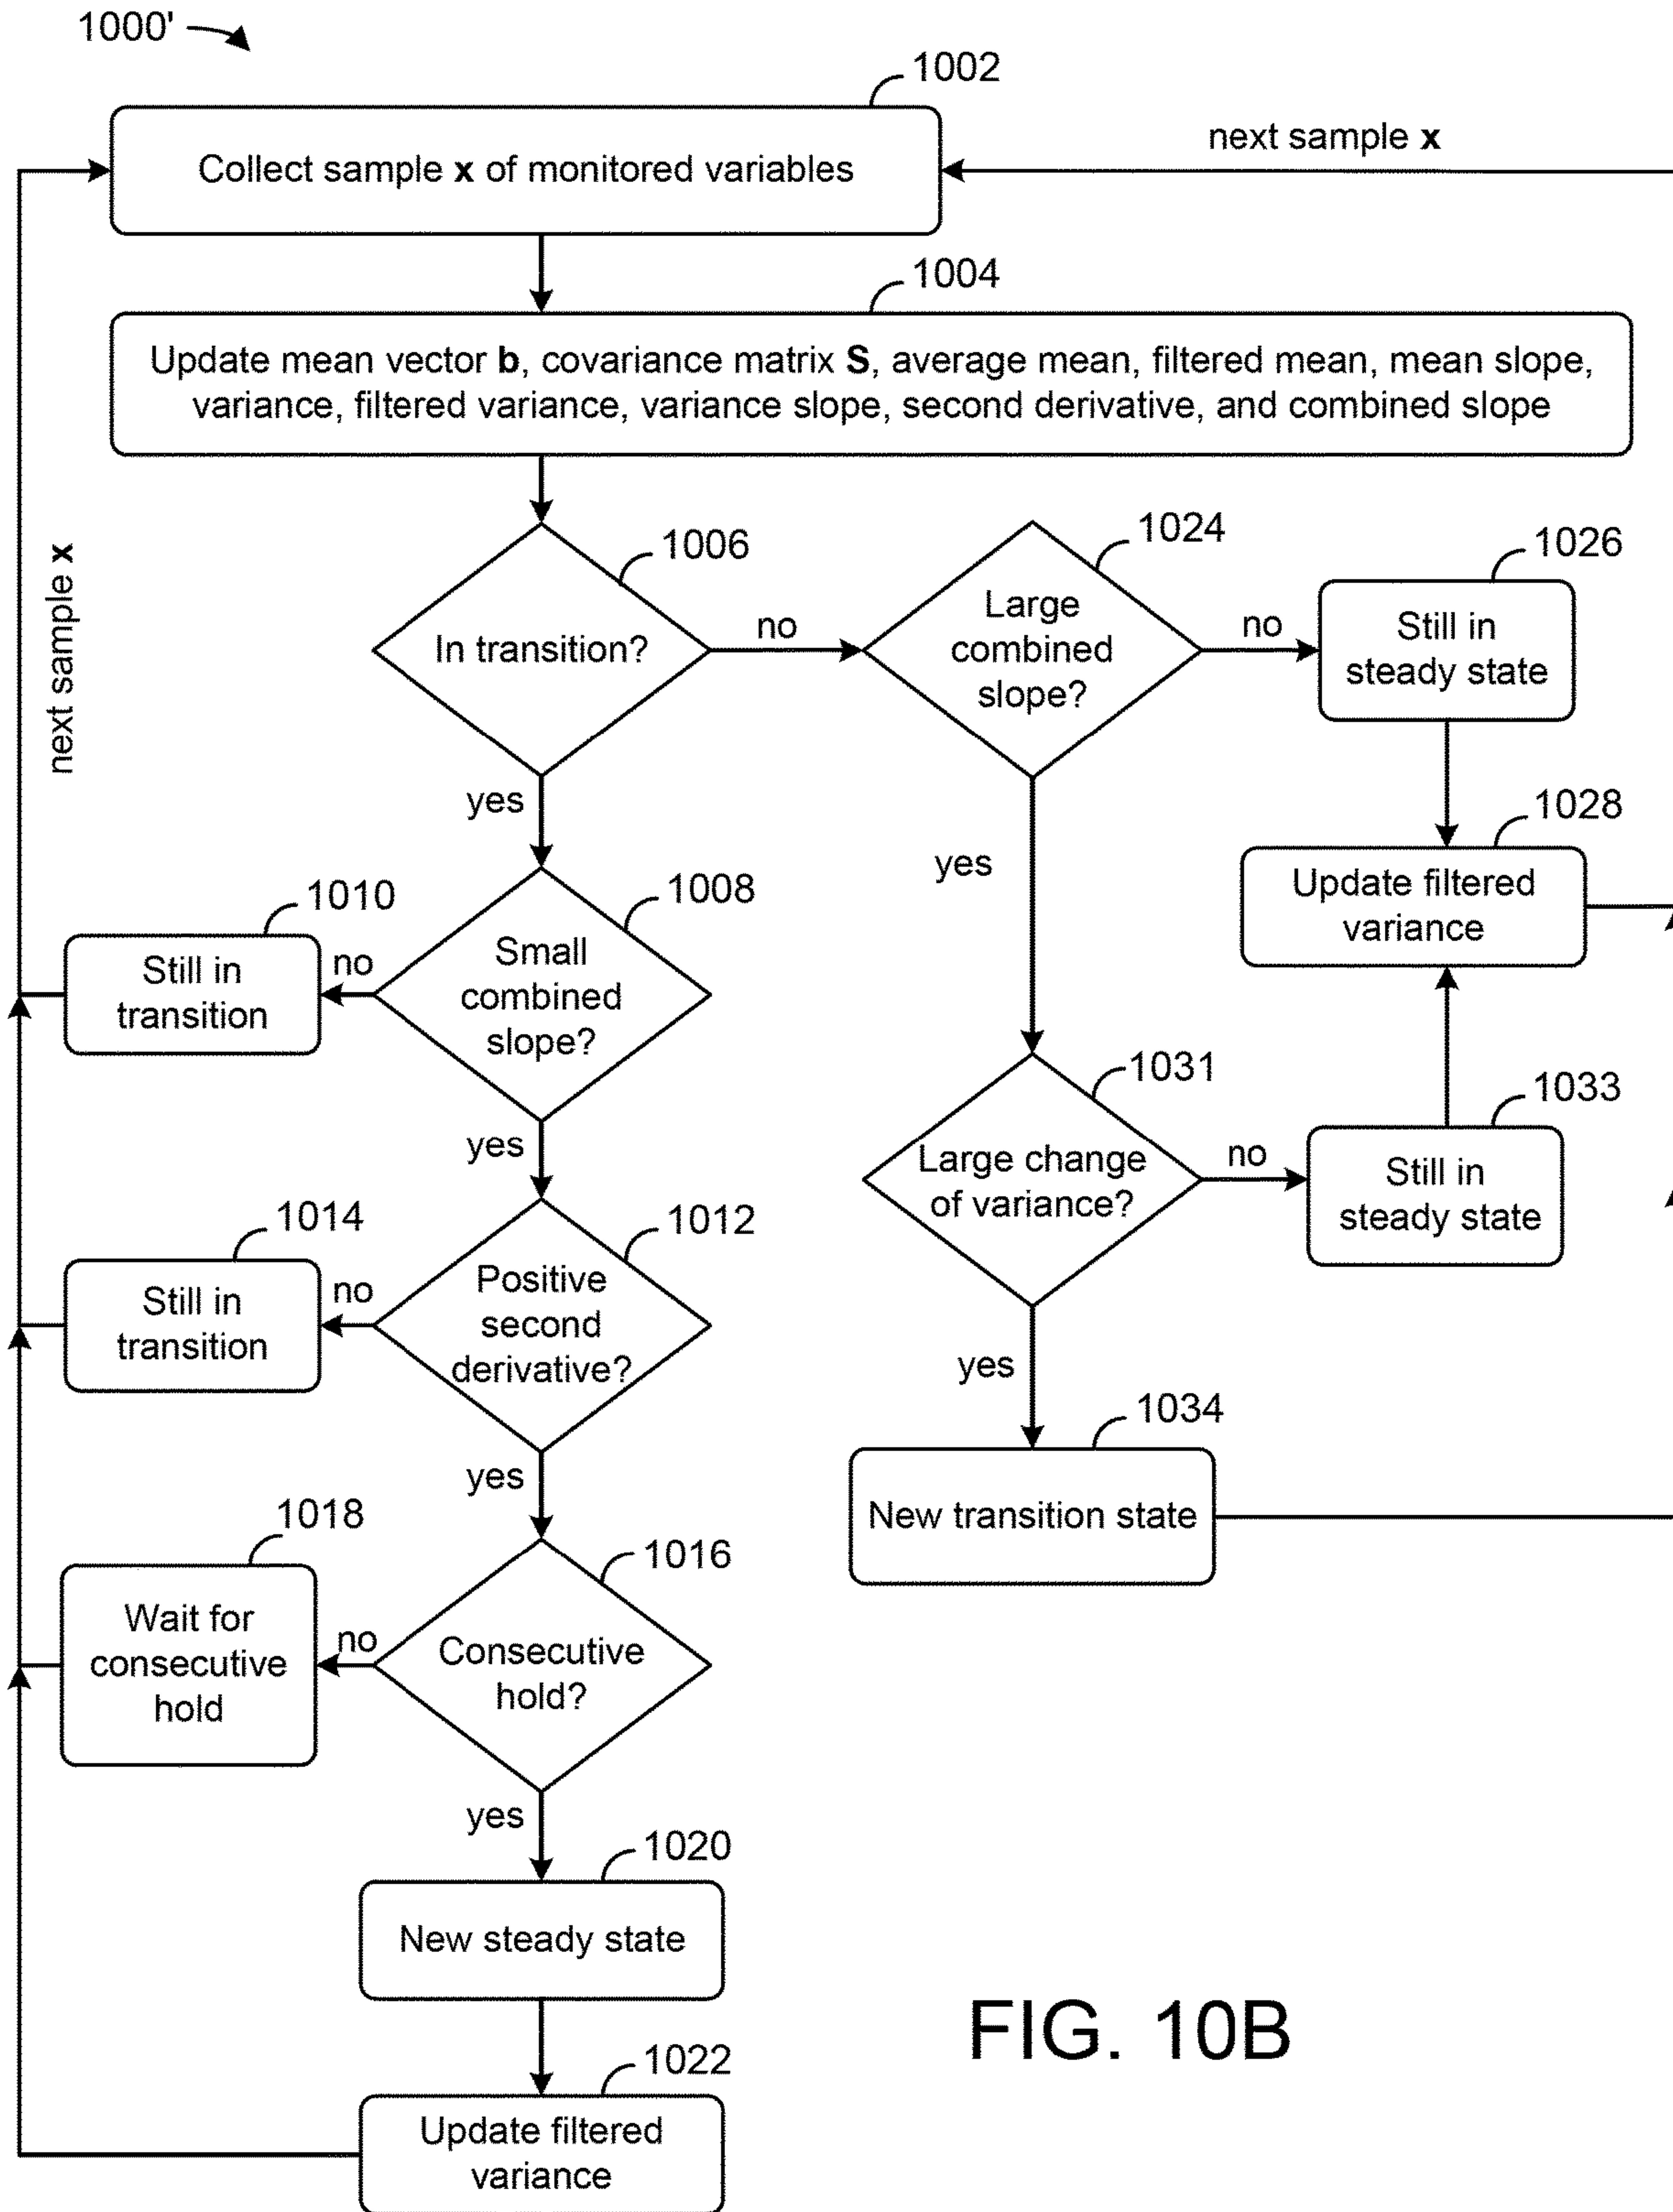 1000'
1002
Collect sample x of monitored variables
next sample x
1004
Update mean vector b, covariance matrix S, average mean, filtered mean, mean slope,
variance, filtered variance, variance slope, second derivative, and combined slope
next sample x
1006
In transition?
no
yes
1024
Large
combined
slope?
no
yes
1026
Still in
steady state
1028
Update filtered
variance
1008
Small
combined
slope?
no
yes
1010
Still in
transition
1031
Large change
of variance?
no
yes
1033
Still in
steady state
1012
Positive
second
derivative?
no
yes
1014
Still in
transition
1034
New transition state
1016
Consecutive
hold?
no
yes
1018
Wait for
consecutive
hold
1020
New steady state
1022
Update filtered
variance
FIG. 10B